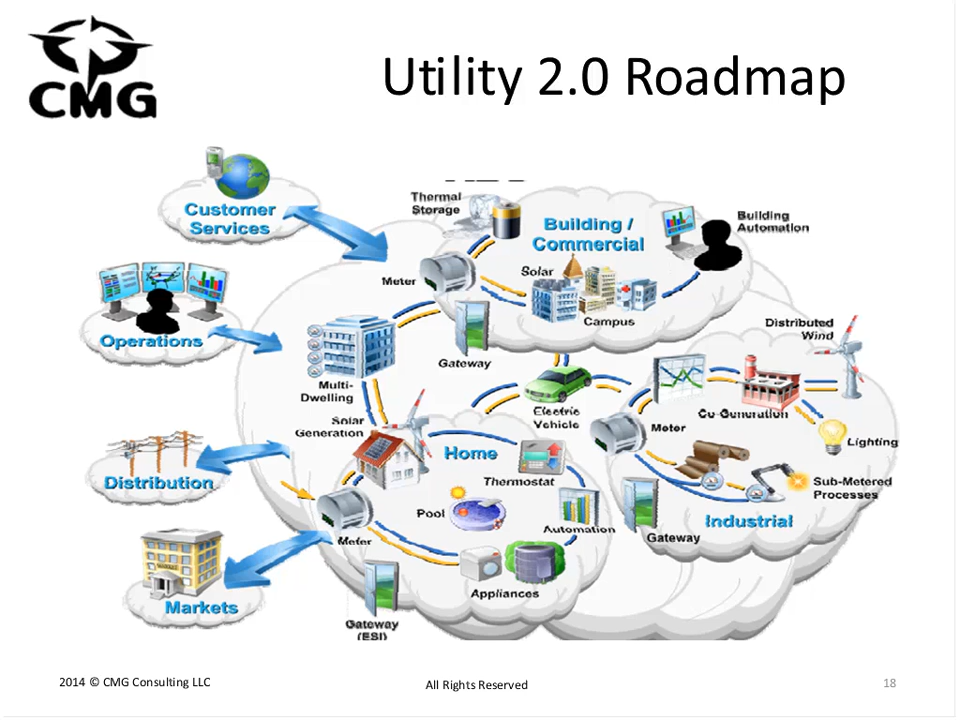 CMG
Utility 2.0 Roadmap
Customer
Services
Thermal
Storage
Building /
Commercial
Building
Automation
Meter
Solar
Campus
Operations
Multi-
Dwelling
Gateway
Distributed
Wind
Solar
Generation
Electric
Vehicle
Meter
Co Generation
Lighting
Home
Thermostat
Sub-Metered
Processes
Distribution
Pool
Automation
Industrial
Gateway
Meter
MARKET
Markets
Appliances
Gateway
(ESI)
2014 © CMG Consulting LLC
All Rights Reserved
18